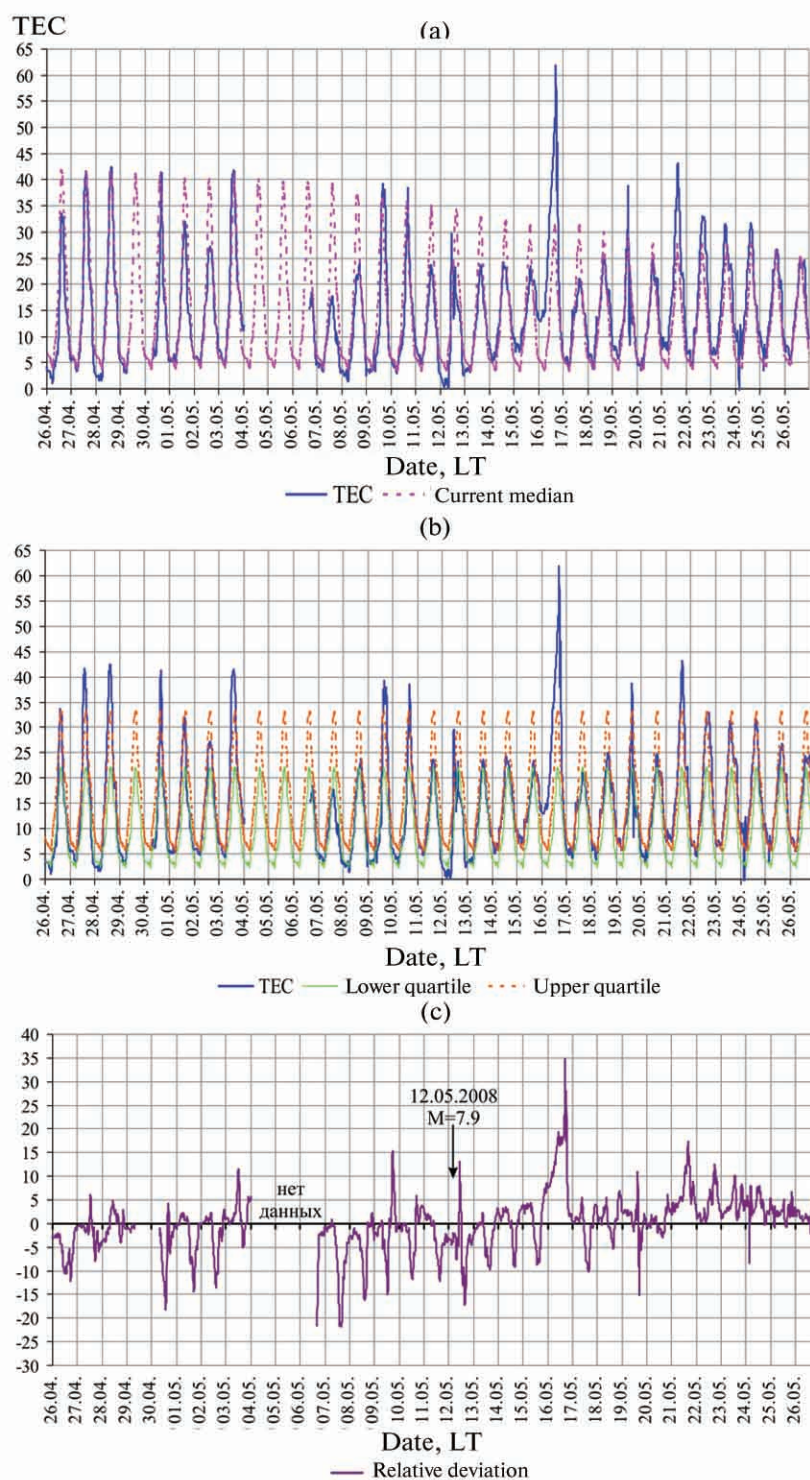 TEC
(a)
65
60
55
50
45
40
35
30
25
20
15
10
5
0
26.04. 27.04. 28.04. 29.04. 30.04. 01.05. 02.05. 03.05. 04.05. 05.05. 06.05. 07.05. 08.05. 09.05. 10.05. 11.05. 12.05. 13.05. 14.05. 15.05. 16.05. 17.05. 18.05. 19.05. 20.05. 21.05. 22.05. 23.05. 24.05. 25.05. 26.05.
Date, LT
TEC Current median
(b)
65
60
55
50
45
40
35
30
25
20
15
10
5
0
26.04. 27.04. 28.04. 29.04. 30.04. 01.05. 02.05. 03.05. 04.05. 05.05. 06.05. 07.05. 08.05. 09.05. 10.05. 11.05. 12.05. 13.05. 14.05. 15.05. 16.05. 17.05. 18.05. 19.05. 20.05. 21.05. 22.05. 23.05. 24.05. 25.05. 26.05.
Date, LT
TEC Lower quartile Upper quartile
(c)
40
35
30
25
20
15
10
5
0
-5
-10
-15
-20
-25
-30
12.05.2008
M=7.9
нет
данных
26.04. 27.04. 28.04. 29.04. 30.04. 01.05. 02.05. 03.05. 04.05. 05.05. 06.05. 07.05. 08.05. 09.05. 10.05. 11.05. 12.05. 13.05. 14.05. 15.05. 16.05. 17.05. 18.05. 19.05. 20.05. 21.05. 22.05. 23.05. 24.05. 25.05. 26.05.
Date, LT
Relative deviation